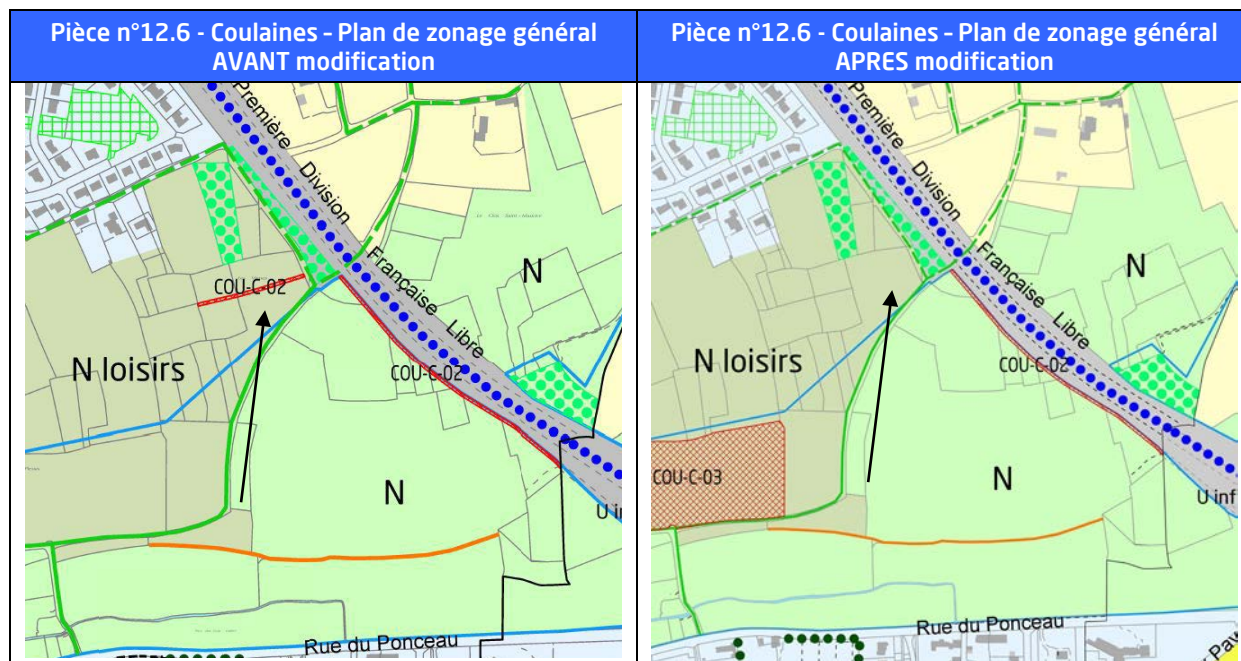 Pièce n°12.6 - Coulaines – Plan de zonage général
AVANT modification
Pièce n°12.6 - Coulaines – Plan de zonage général
APRES modification
Première Division Française Libre
COU-C-02
N
N loisirs
COU-C-02
N
Rue du Ponceau
Première Division Française Libre
N
N loisirs
COU-C-02
COU-C-03
N
U inf
Rue du Ponceau